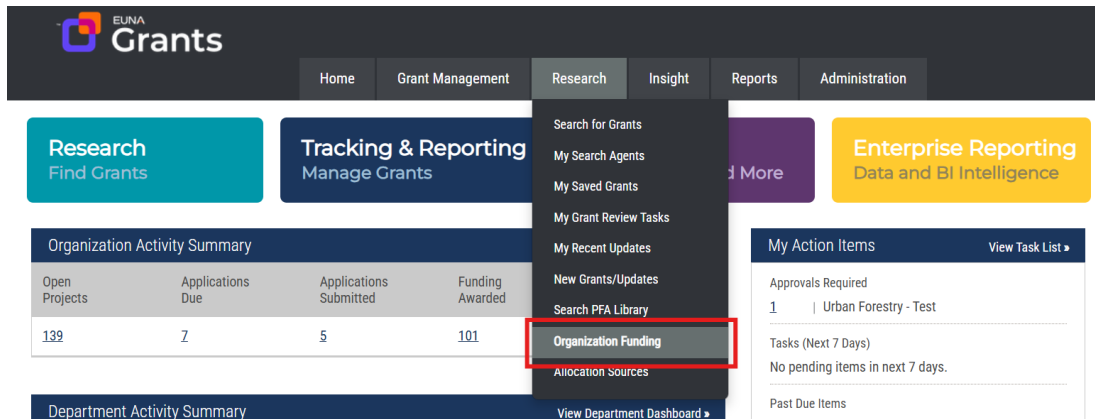 EUNA
Grants
Home Grant Management Research Insight Reports Administration
Search for Grants
My Search Agents
My Saved Grants
My Grant Review Tasks
My Recent Updates
New Grants/Updates
Search PFA Library
Organization Funding
Allocation Sources
Research
Find Grants
Tracking & Reporting
Manage Grants
More
Enterprise Reporting
Data and BI Intelligence
Organization Activity Summary
Open Projects
Applications Due
Applications Submitted
Funding Awarded
139 7 5 101
My Action Items View Task List »
Approvals Required
1 | Urban Forestry - Test
Tasks (Next 7 Days)
No pending items in next 7 days.
Past Due Items
Department Activity Summary View Department Dashboard »